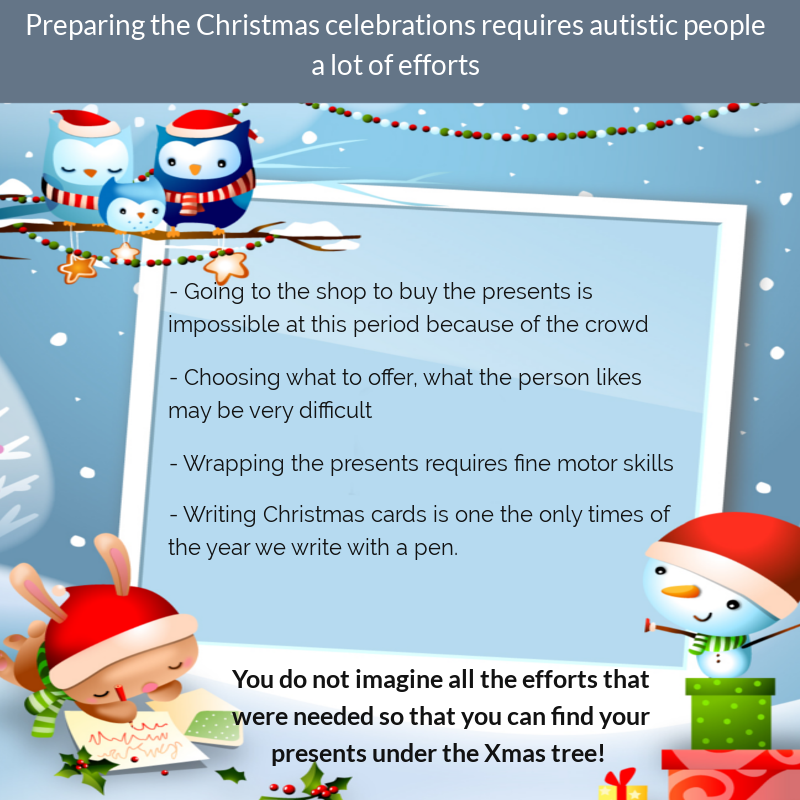 Preparing the Christmas celebrations requires autistic people
a lot of efforts
- Going to the shop to buy the presents is
impossible at this period because of the crowd
- Choosing what to offer, what the person likes
may be very difficult
- Wrapping the presents requires fine motor skills
- Writing Christmas cards is one the only times of
the year we write with a pen.
You do not imagine all the efforts that
were needed so that you can find your
presents under the Xmas tree!